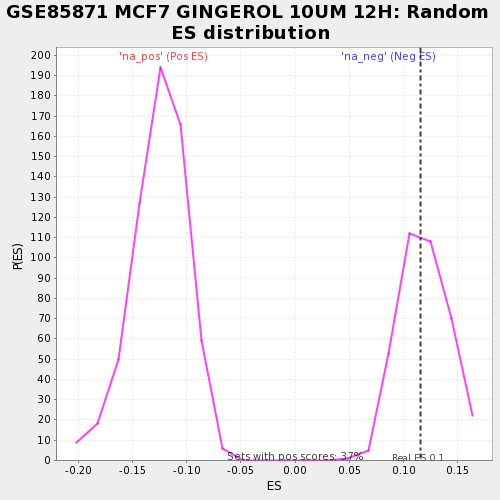 GSE85871 MCF7 GINGEROL 10UM 12H: Random
ES distribution
'na_pos' (Pos ES)
'na_neg' (Neg ES)
200
190
180
170
160
150
140
130
120
110
100
90
80
70
60
50
40
30
20
10
0
P(ES)
Sets with pos scores: 37%
Real ES 0.1
-0.20 -0.15 -0.10 -0.05 0.00 0.05 0.10 0.15
ES